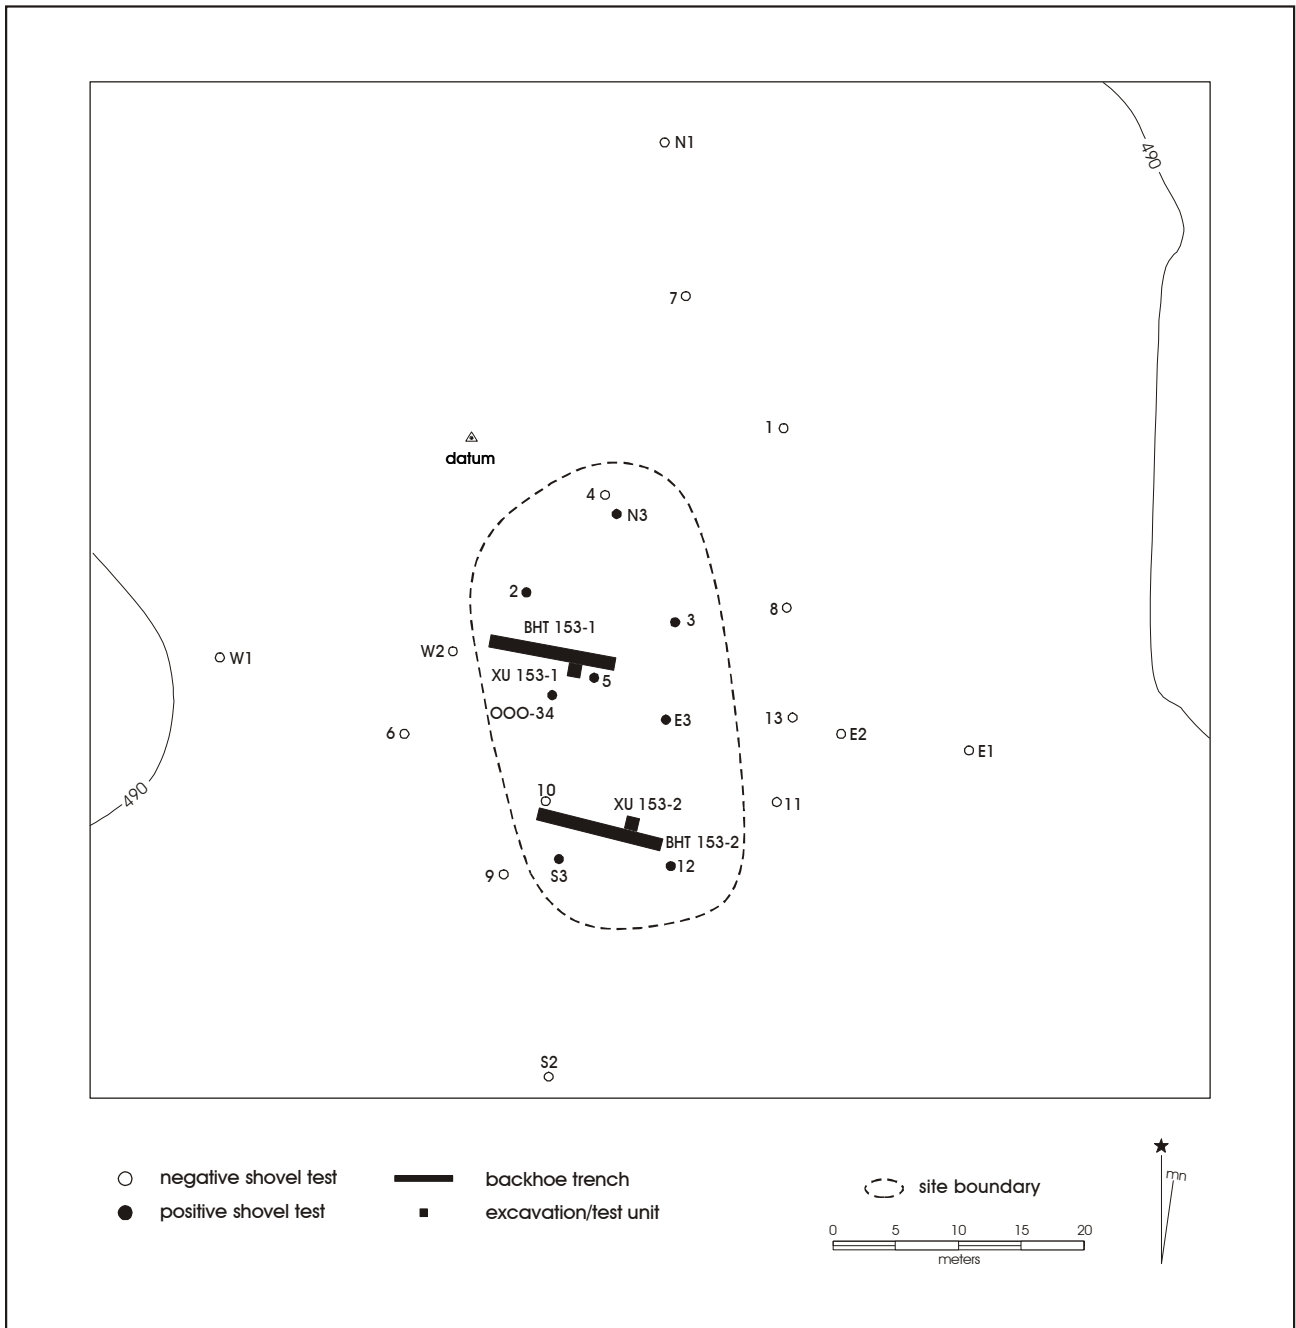 N1
490
7
1
datum
4
N3
2
8
3
BHT 153-1
W2
W1
XU 153-1
5
OOO-34
13
E3
6
E2
E1
490
10
XU 153-2
11
BHT 153-2
12
9
S3
S2
mn
negative shovel test
backhoe trench
site boundary
positive shovel test
excavation/test unit
0 5 10 15 20
meters